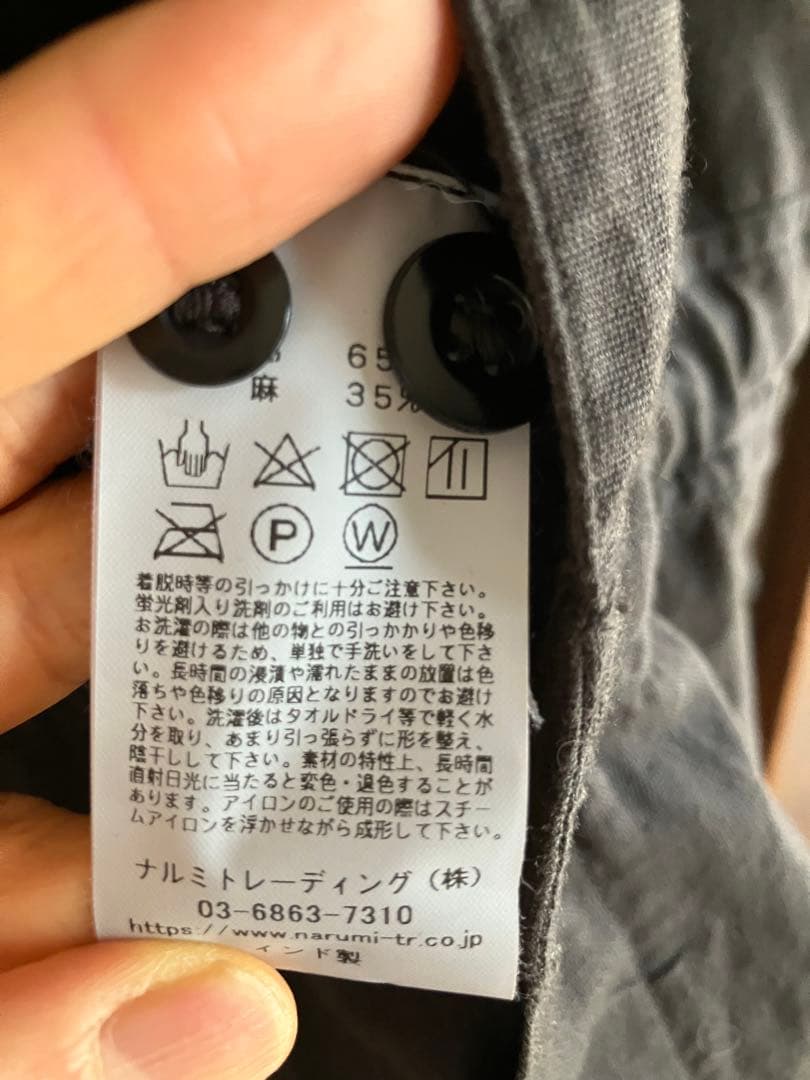 65
麻 35%
P W
着脱時等の引っかけに十分ご注意下さい。
蛍光剤入り洗剤のご利用はお避け下さい。
お洗濯の際は他の物との引っかかりや色移
りを避けるため、単独で手洗いをして下さ
い。長時間の浸漬や濡れたままの放置は色
落ちや色移りの原因となりますのでお避け
下さい。洗濯後はタオルドライ等で軽く水
分を取り、あまり引っ張らずに形を整え、
陰干しして下さい。素材の特性上、長時間
直射日光に当たると変色・退色することが
あります。アイロンのご使用の際はスチー
ムアイロンを浮かせながら成形して下さい。
ナルミトレーディング（株）
03-6863-7310
https://www.narumi-tr.co.jp
インド製